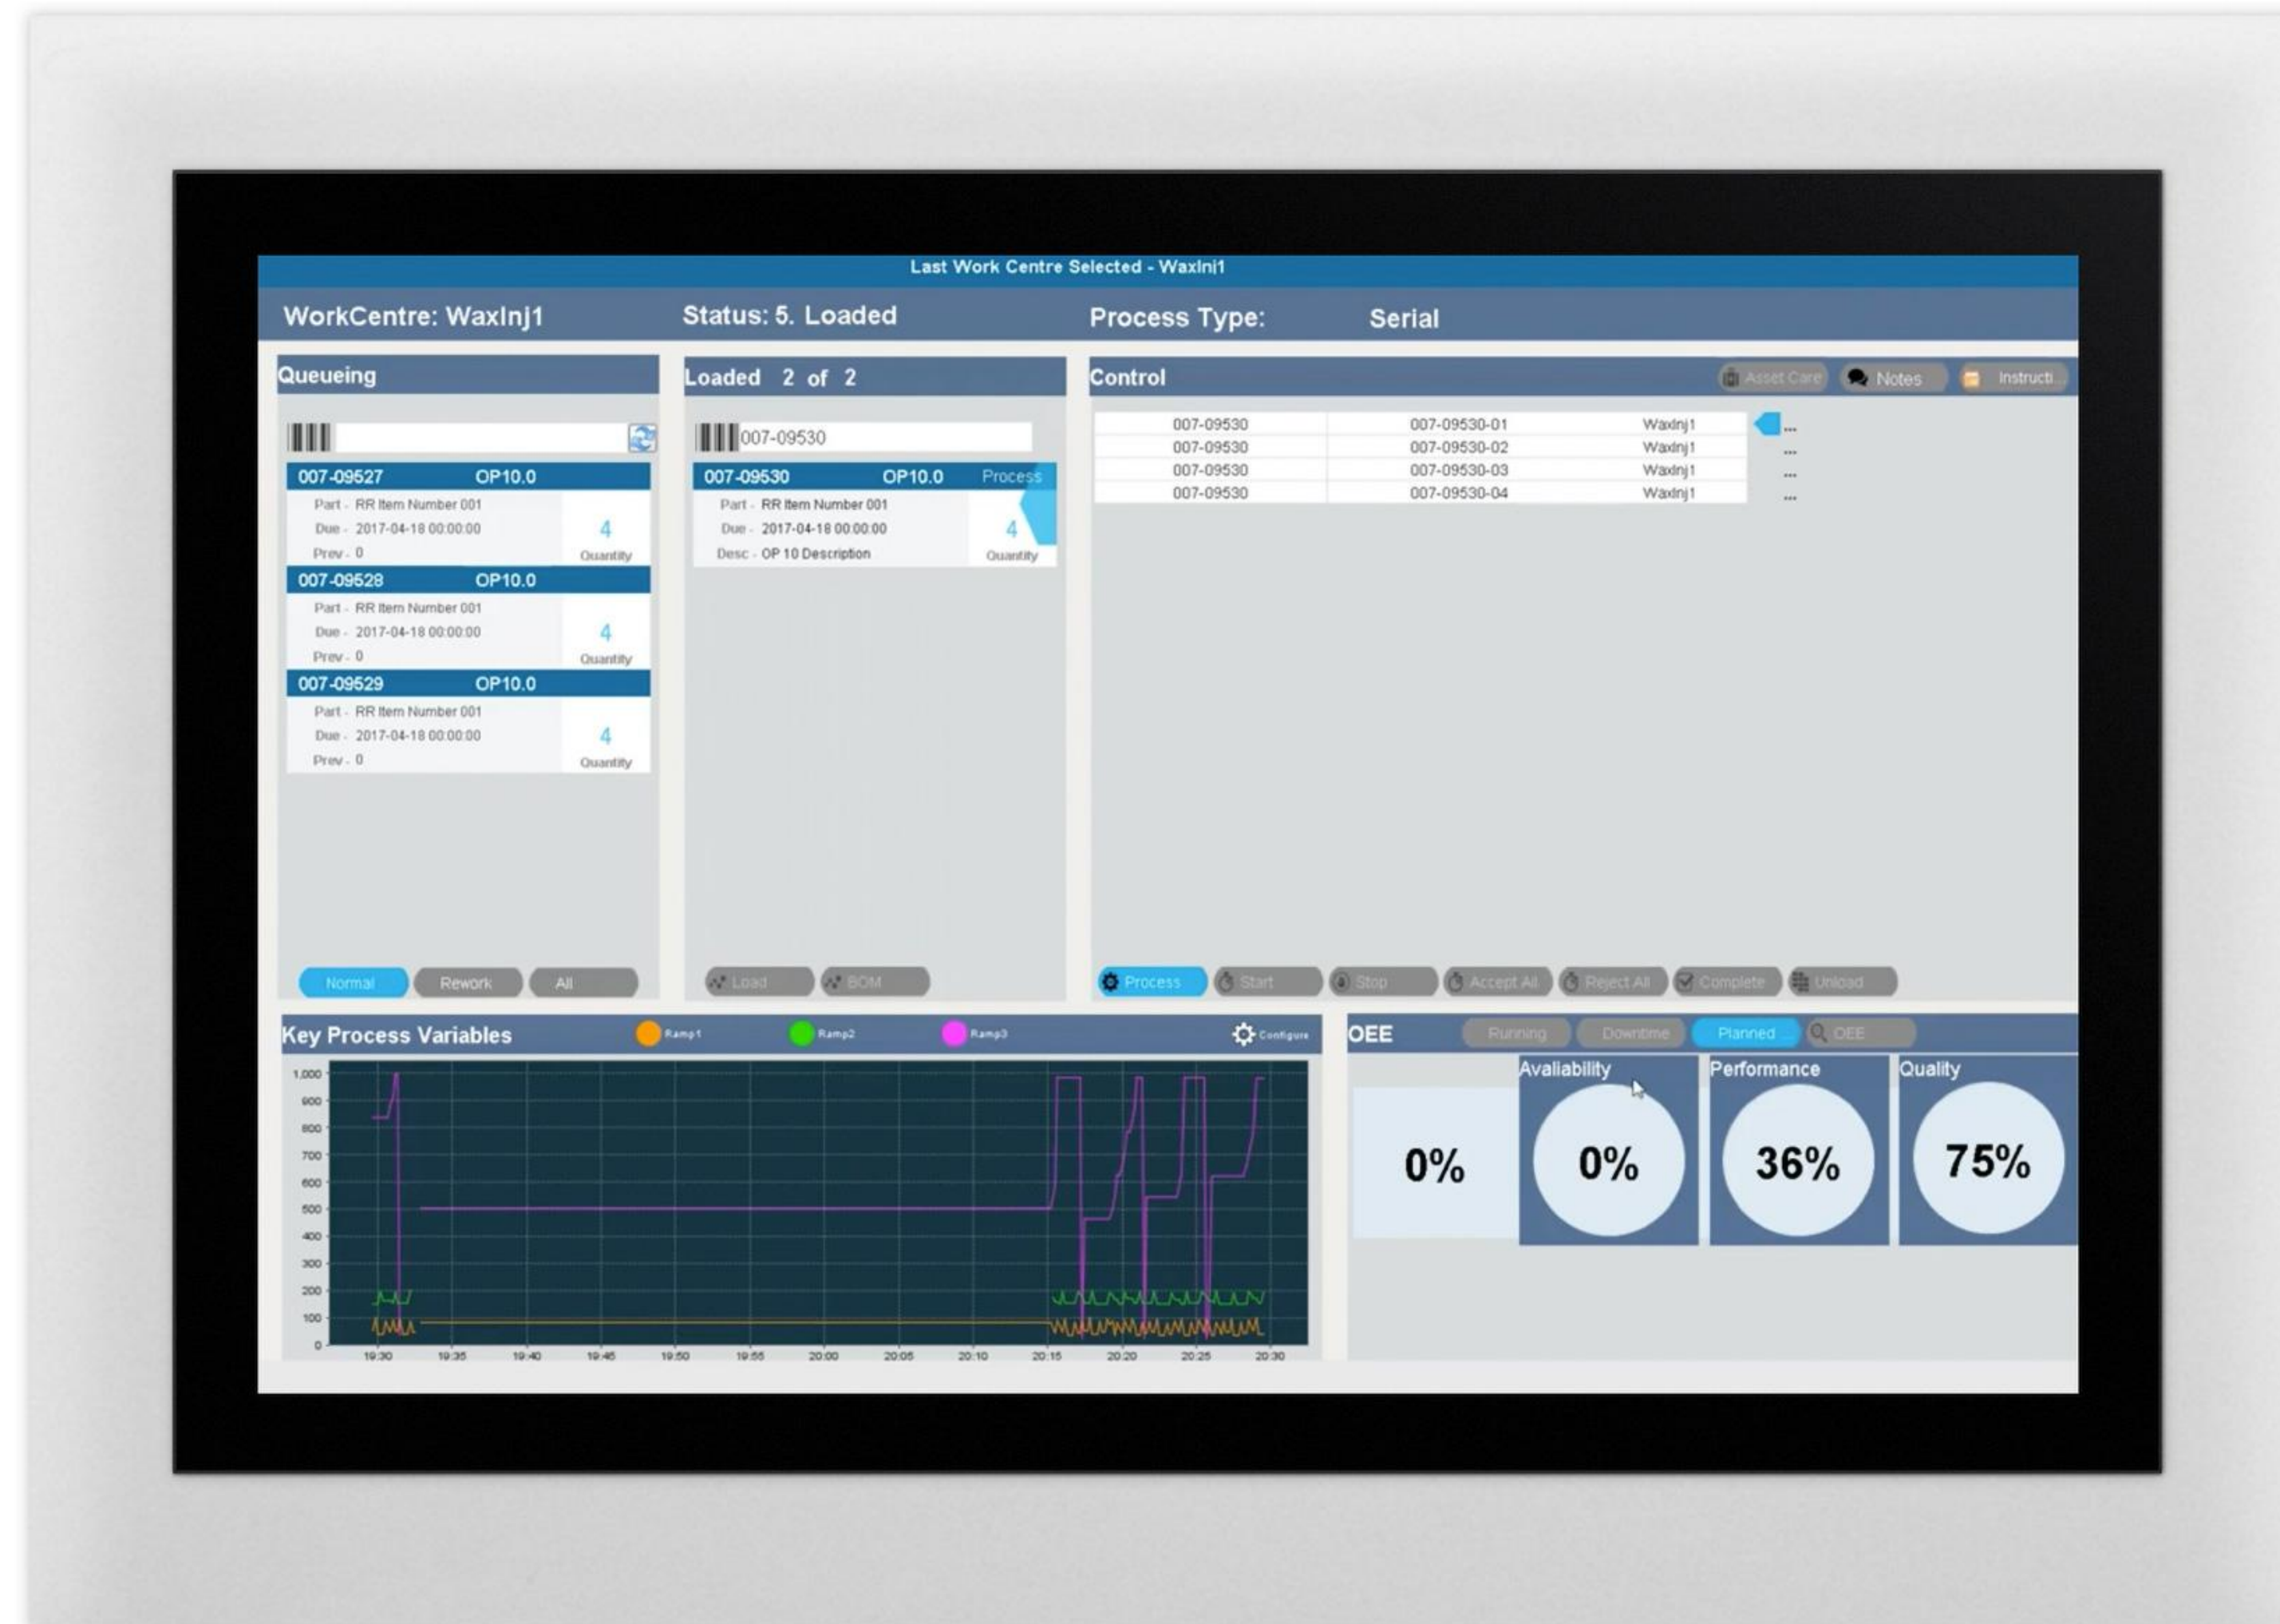 Last Work Centre Selected - WaxInj1
WorkCentre: WaxInj1 Status: 5. Loaded Process Type: Serial
Queueing
007-09527 OP10.0
Part - RR Item Number 001
Due - 2017-04-18 00:00:00
Prev - 0
4
Quantity
007-09528 OP10.0
Part - RR Item Number 001
Due - 2017-04-18 00:00:00
Prev - 0
4
Quantity
007-09529 OP10.0
Part - RR Item Number 001
Due - 2017-04-18 00:00:00
Prev - 0
4
Quantity
Normal Rework All
Loaded 2 of 2
007-09530
007-09530 OP10.0 Process
Part - RR Item Number 001
Due - 2017-04-18 00:00:00
Desc - OP 10 Description
4
Quantity
Load BOM
Control Asset Care Notes Instructi...
007-09530 007-09530-01 WaxInj1 ...
007-09530 007-09530-02 WaxInj1 ...
007-09530 007-09530-03 WaxInj1 ...
007-09530 007-09530-04 WaxInj1 ...
Process Start Stop Accept All Reject All Complete Unload
Key Process Variables Ramp1 Ramp2 Ramp3 Configure
1,000
900
800
700
600
500
400
300
200
100
0
19:30 19:35 19:40 19:45 19:50 19:55 20:00 20:05 20:10 20:15 20:20 20:25 20:30
OEE Running Downtime Planned ... OEE
Avaliability Performance Quality
0% 0% 36% 75%